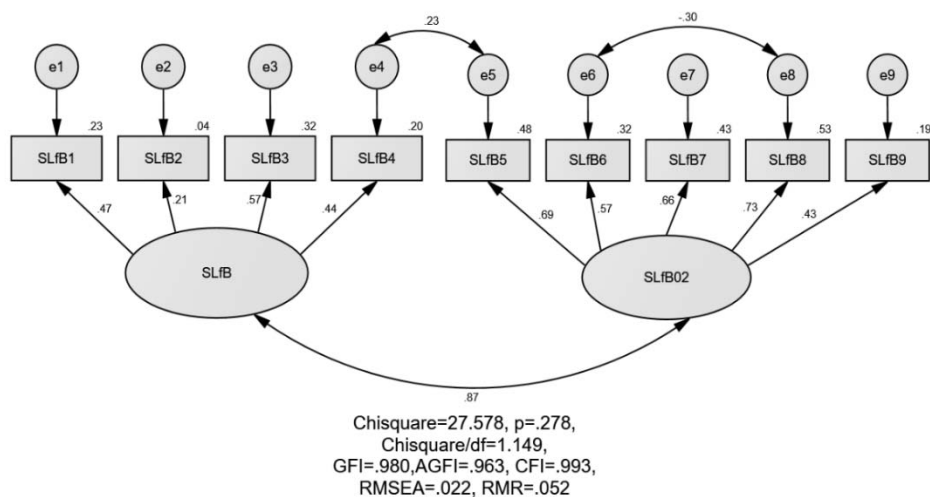 .23
-.30
e1 e2 e3 e4 e5 e6 e7 e8 e9
.23 .04 .32 .20 .48 .32 .43 .53 .19
SLfB1 SLfB2 SLfB3 SLfB4 SLfB5 SLfB6 SLfB7 SLfB8 SLfB9
.47 .21 .57 .44 .69 .57 .66 .73 .43
SLfB SLfB02
.87
Chisquare=27.578, p=.278,
Chisquare/df=1.149,
GFI=.980,AGFI=.963, CFI=.993,
RMSEA=.022, RMR=.052